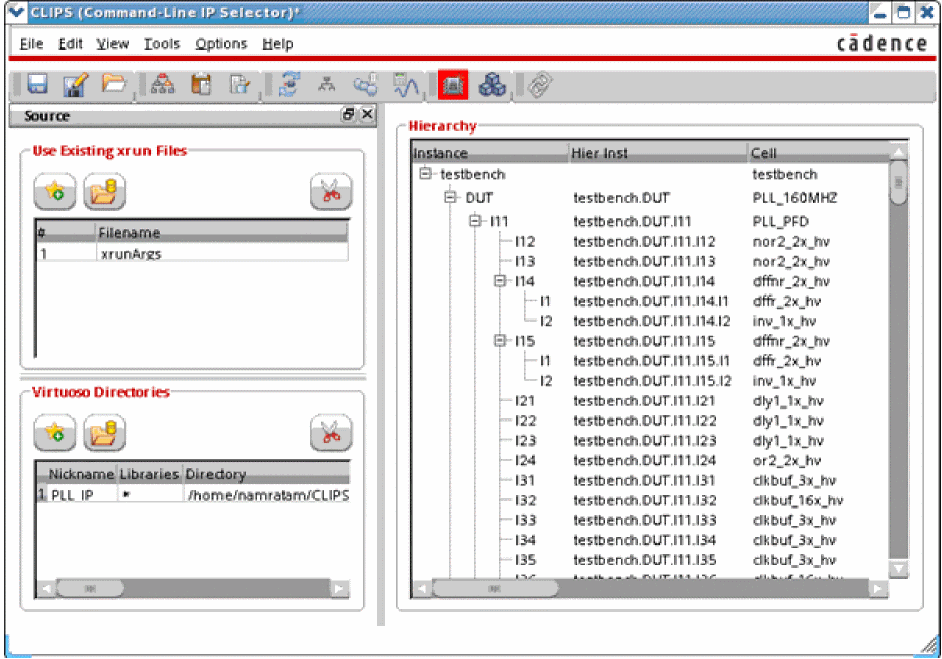 CLIPS (Command-Line IP Selector)*
File Edit View Tools Options Help
cādence
Source
Use Existing xrun Files
# Filename
1 xrunArgs
Virtuoso Directories
Nickname Libraries Directory
1 PLL_IP * /home/namratam/CLIPS
Hierarchy
Instance Hier Inst Cell
testbench testbench
DUT testbench.DUT PLL_160MHZ
I11 testbench.DUT.I11 PLL_PFD
I12 testbench.DUT.I11.I12 nor2_2x_hv
I13 testbench.DUT.I11.I13 nor2_2x_hv
I14 testbench.DUT.I11.I14 dffnr_2x_hv
I1 testbench.DUT.I11.I14.I1 dffr_2x_hv
I2 testbench.DUT.I11.I14.I2 inv_1x_hv
I15 testbench.DUT.I11.I15 dffnr_2x_hv
I1 testbench.DUT.I11.I15.I1 dffr_2x_hv
I2 testbench.DUT.I11.I15.I2 inv_1x_hv
I21 testbench.DUT.I11.I21 dly1_1x_hv
I22 testbench.DUT.I11.I22 dly1_1x_hv
I23 testbench.DUT.I11.I23 dly1_1x_hv
I24 testbench.DUT.I11.I24 or2_2x_hv
I31 testbench.DUT.I11.I31 clkbuf_3x_hv
I32 testbench.DUT.I11.I32 clkbuf_16x_hv
I33 testbench.DUT.I11.I33 clkbuf_3x_hv
I34 testbench.DUT.I11.I34 clkbuf_3x_hv
I35 testbench.DUT.I11.I35 clkbuf_3x_hv